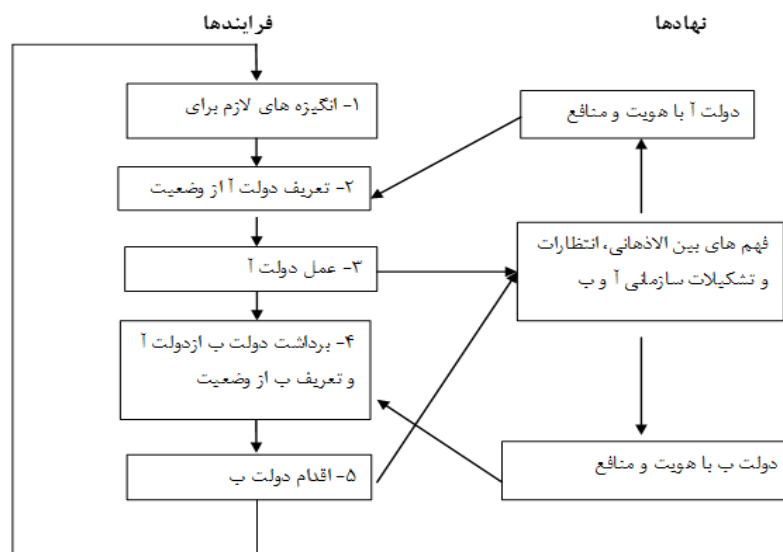 فرایندها
نهادها
۱- انگیزه های لازم برای
دولت آ با هویت و منافع
۲- تعریف دولت آ از وضعیت
فهم های بین الاذهانی، انتظارات
و تشکیلات سازمانی آ و ب
۳- عمل دولت آ
۴- برداشت دولت ب ازدولت آ
و تعریف ب از وضعیت
دولت ب با هویت و منافع
۵- اقدام دولت ب